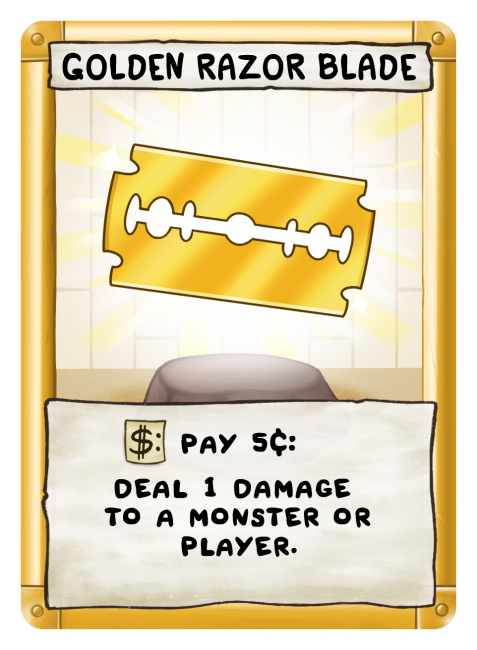 GOLDEN RAZOR BLADE
$: PAY 5¢:
DEAL 1 DAMAGE
TO A MONSTER OR
PLAYER.